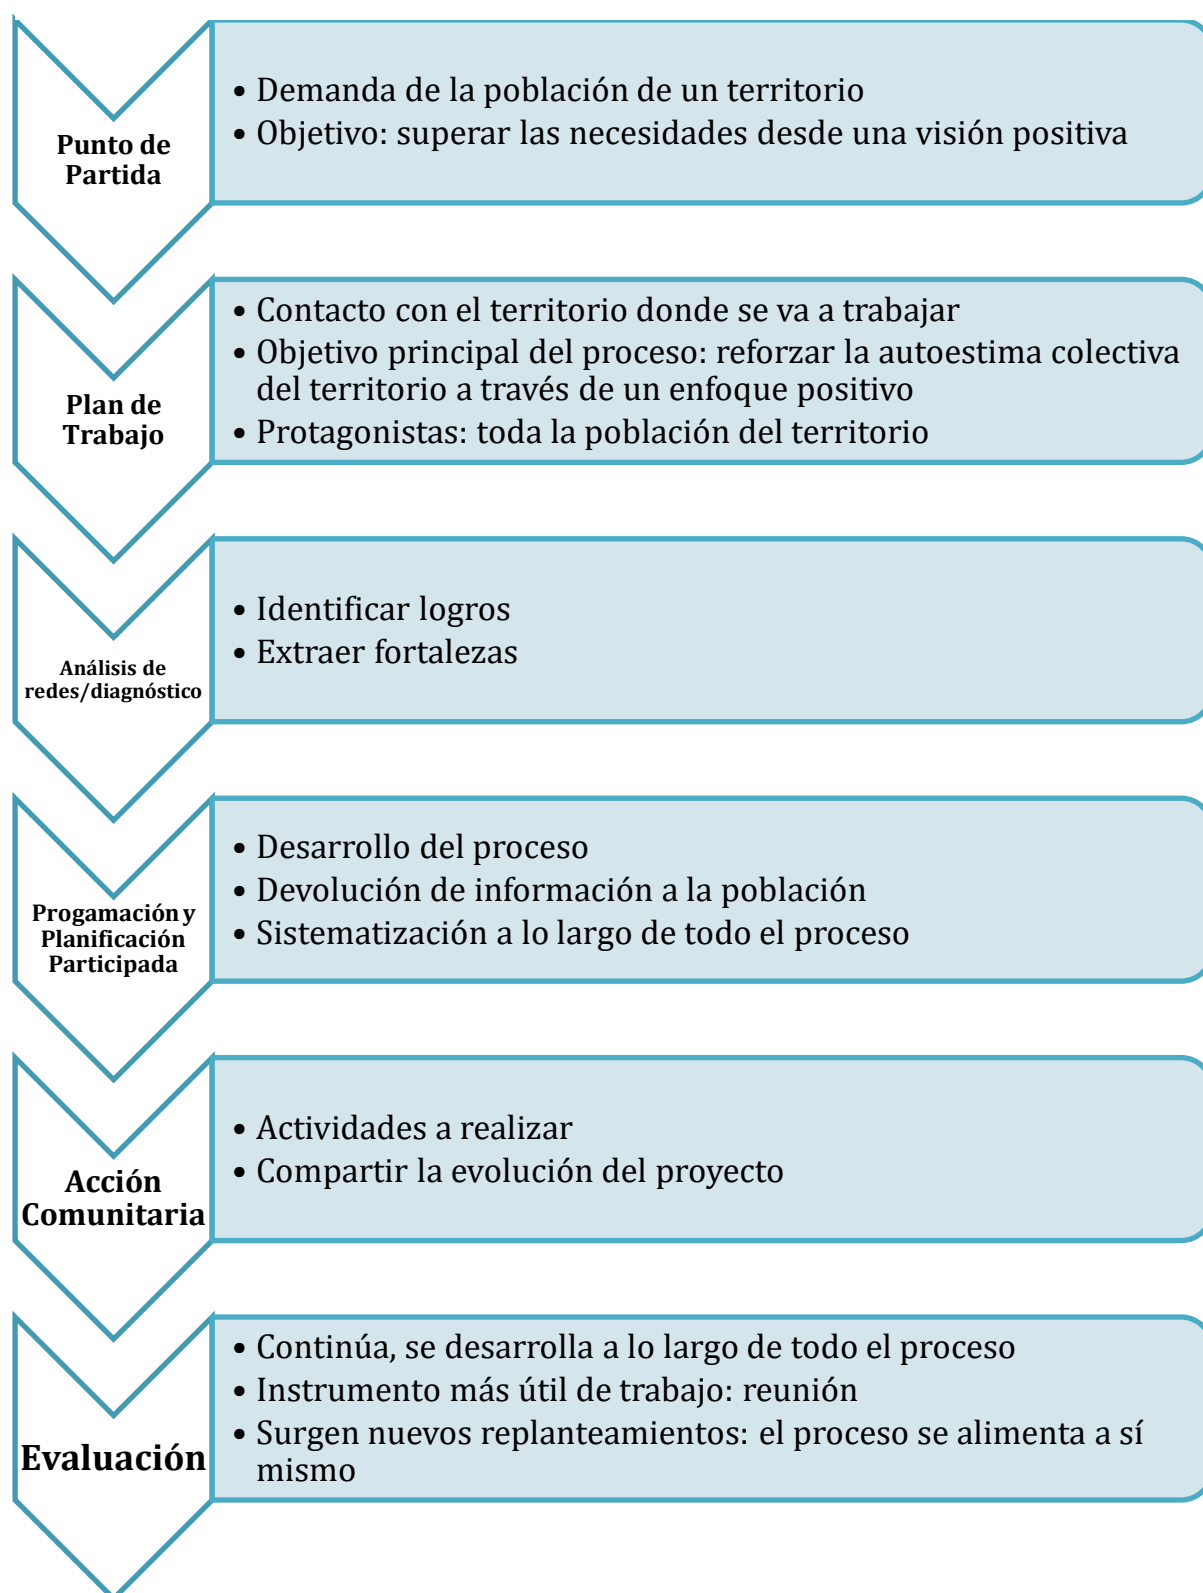 Punto de
Partida
• Demanda de la población de un territorio
• Objetivo: superar las necesidades desde una visión positiva
Plan de
Trabajo
• Contacto con el territorio donde se va a trabajar
• Objetivo principal del proceso: reforzar la autoestima colectiva
del territorio a través de un enfoque positivo
• Protagonistas: toda la población del territorio
Análisis de
redes/diagnóstico
• Identificar logros
• Extraer fortalezas
Progamación y
Planificación
Participada
• Desarrollo del proceso
• Devolución de información a la población
• Sistematización a lo largo de todo el proceso
Acción
Comunitaria
• Actividades a realizar
• Compartir la evolución del proyecto
Evaluación
• Continúa, se desarrolla a lo largo de todo el proceso
• Instrumento más útil de trabajo: reunión
• Surgen nuevos replanteamientos: el proceso se alimenta a sí
mismo